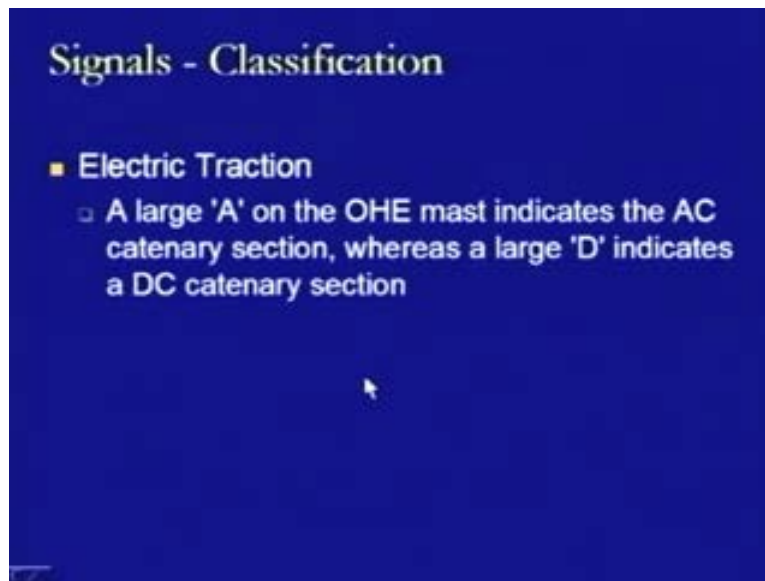 Signals - Classification
Electric Traction
A large 'A' on the OHE mast indicates the AC
catenary section, whereas a large 'D' indicates
a DC catenary section